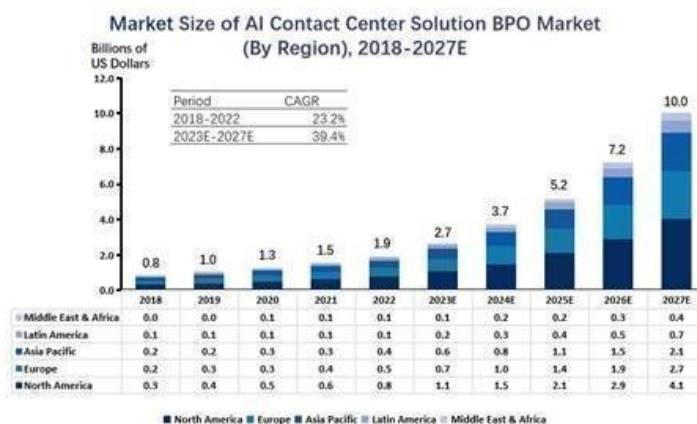 Market Size of AI Contact Center Solution BPO Market
(By Region), 2018-2027E
Billions of
US Dollars
12.0
10.0
8.0
6.0
4.0
2.0
0.0
Period CAGR
2018-2022 23.2%
2023E-2027E 39.4%
0.8 1.0 1.3 1.5 1.9 2.7 3.7 5.2 7.2 10.0
2018 2019 2020 2021 2022 2023E 2024E 2025E 2026E 2027E
Middle East & Africa 0.0 0.0 0.1 0.1 0.1 0.1 0.2 0.2 0.3 0.4
Latin America 0.1 0.1 0.1 0.1 0.1 0.2 0.3 0.4 0.5 0.7
Asia Pacific 0.2 0.2 0.3 0.3 0.4 0.6 0.8 1.1 1.5 2.1
Europe 0.2 0.3 0.3 0.4 0.5 0.7 1.0 1.4 1.9 2.7
North America 0.3 0.4 0.5 0.6 0.8 1.1 1.5 2.1 2.9 4.1
North America Europe Asia Pacific Latin America Middle East & Africa